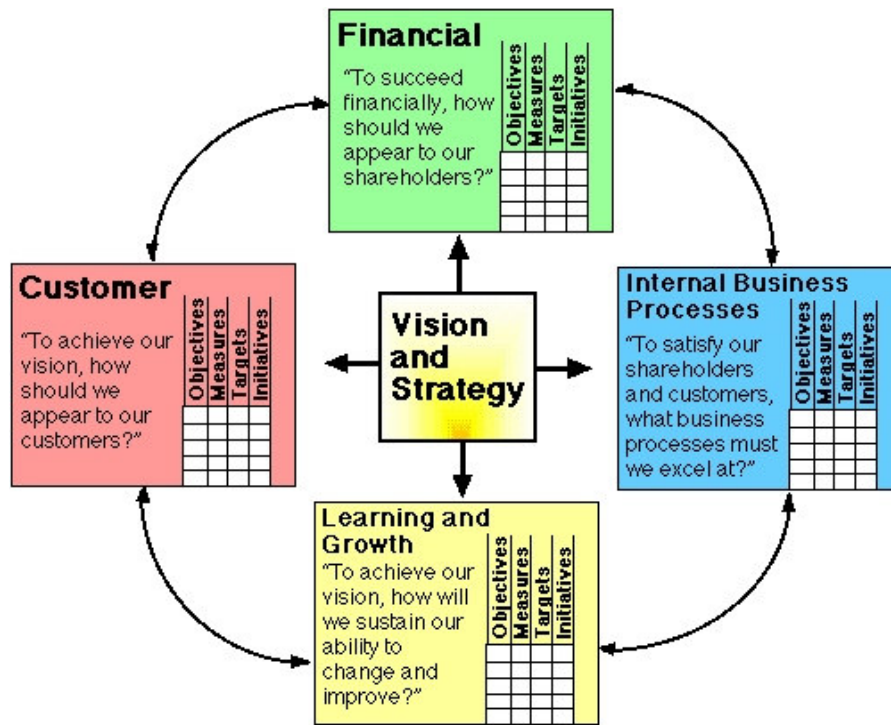 Financial
“To succeed
financially, how
should we
appear to our
shareholders?”
Objectives
Measures
Targets
Initiatives
Customer
“To achieve our
vision, how
should we
appear to our
customers?”
Objectives
Measures
Targets
Initiatives
Vision
and
Strategy
Internal Business
Processes
“To satisfy our
shareholders
and customers,
what business
processes must
we excel at?”
Objectives
Measures
Targets
Initiatives
Learning and
Growth
“To achieve our
vision, how will
we sustain our
ability to
change and
improve?”
Objectives
Measures
Targets
Initiatives